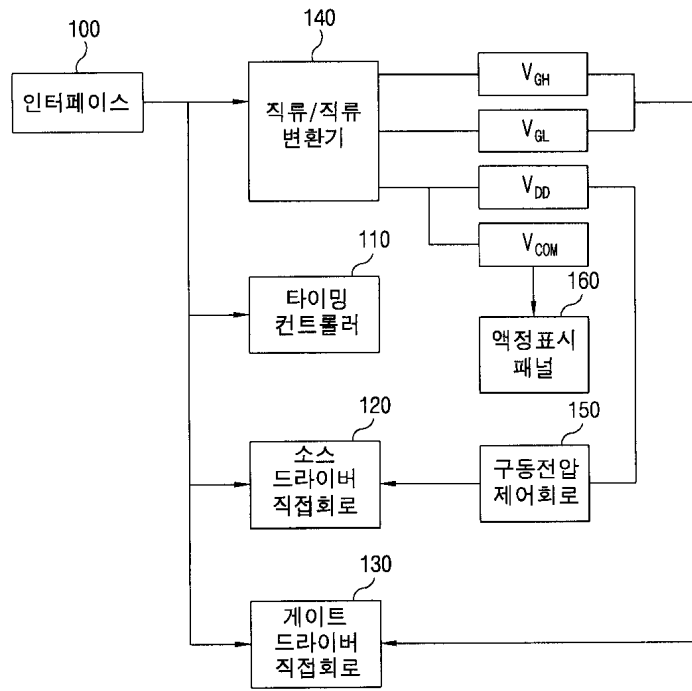 100
인터페이스
140
직류/직류
변환기
V_GH
V_GL
V_DD
V_COM
110
타이밍
컨트롤러
160
액정표시
패널
120
소스
드라이버
직접회로
150
구동전압
제어회로
130
게이트
드라이버
직접회로